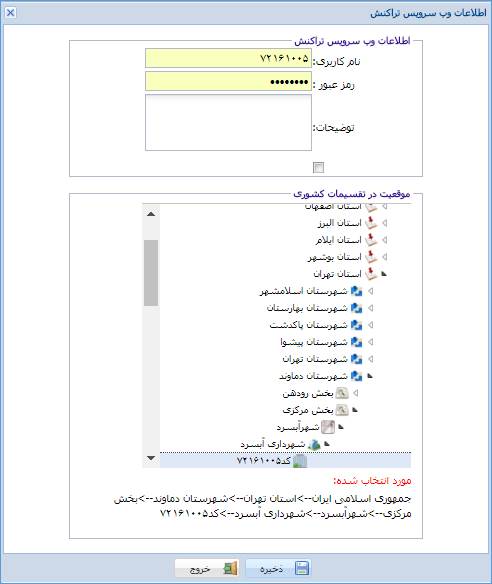 اطلاعات وب سرویس تراکنش
اطلاعات وب سرویس تراکنش
نام کاربری: ۷۲۱۶۱۰۰۵
رمز عبور : ••••••••
توضیحات:
موقعیت در تقسیمات کشوری
استان اصفهان
استان البرز
استان ایلام
استان بوشهر
استان تهران
شهرستان اسلامشهر
شهرستان بهارستان
شهرستان پاکدشت
شهرستان پیشوا
شهرستان تهران
شهرستان دماوند
بخش رودهن
بخش مرکزی
شهرآبسرد
شهرداری آبسرد
کد۷۲۱۶۱۰۰۵
مورد انتخاب شده:
جمهوری اسلامی ایران-->استان تهران-->شهرستان دماوند-->بخش
مرکزی-->شهرآبسرد-->شهرداری آبسرد-->کد۷۲۱۶۱۰۰۵
ذخیره خروج